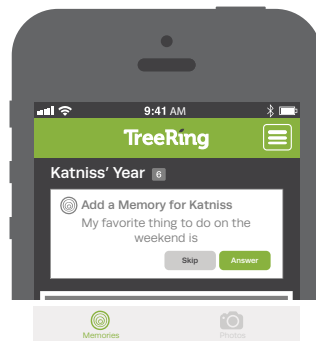 9:41 AM
TreeRing
Katniss' Year 6
Add a Memory for Katniss
My favorite thing to do on the
weekend is
Skip Answer
Memories Photos